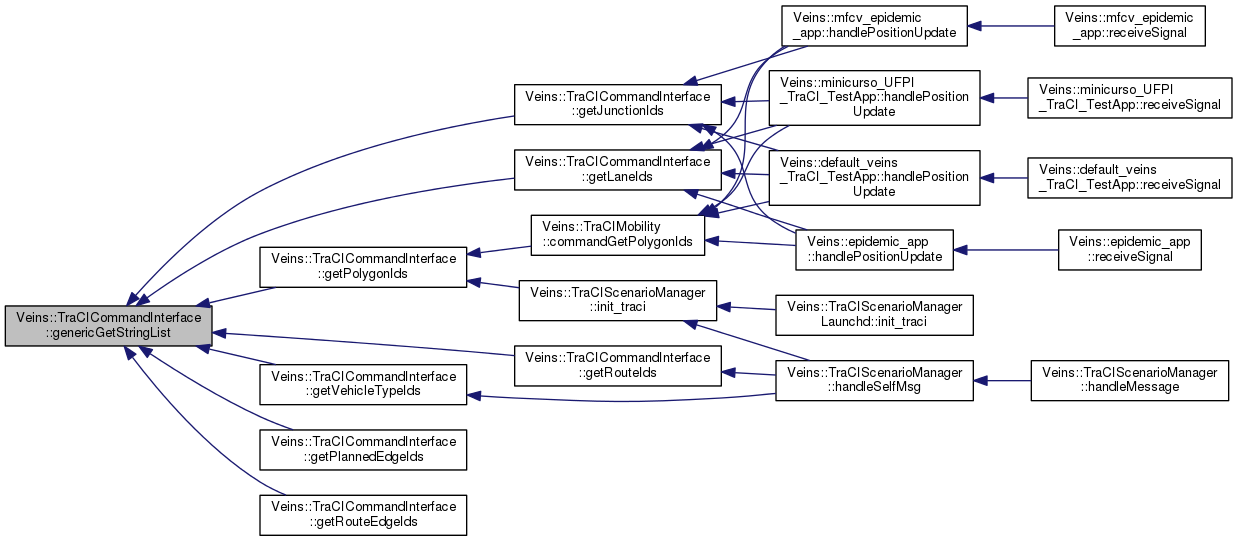 Veins::TraCICommandInterface
::genericGetStringList
Veins::TraCICommandInterface
::getJunctionIds
Veins::mfcv_epidemic
_app::handlePositionUpdate
Veins::mfcv_epidemic
_app::receiveSignal
Veins::minicurso_UFPI
_TraCI_TestApp::handlePosition
Update
Veins::minicurso_UFPI
_TraCI_TestApp::receiveSignal
Veins::default_veins
_TraCI_TestApp::handlePosition
Update
Veins::default_veins
_TraCI_TestApp::receiveSignal
Veins::epidemic_app
::handlePositionUpdate
Veins::epidemic_app
::receiveSignal
Veins::TraCICommandInterface
::getLaneIds
Veins::TraCICommandInterface
::getPolygonIds
Veins::TraCIMobility
::commandGetPolygonIds
Veins::TraCIScenarioManager
::init_traci
Veins::TraCIScenarioManager
Launchd::init_traci
Veins::TraCIScenarioManager
::handleSelfMsg
Veins::TraCIScenarioManager
::handleMessage
Veins::TraCICommandInterface
::getRouteIds
Veins::TraCICommandInterface
::getVehicleTypeIds
Veins::TraCICommandInterface
::getPlannedEdgeIds
Veins::TraCICommandInterface
::getRouteEdgeIds